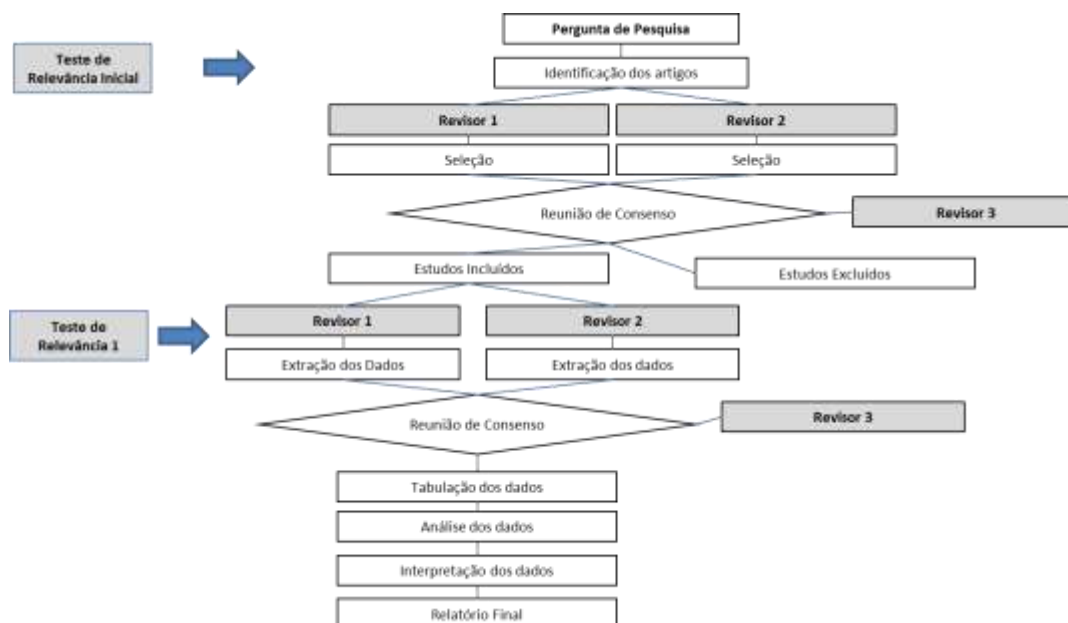 Pergunta de Pesquisa
Teste de
Relevância Inicial
Identificação dos artigos
Revisor 1
Revisor 2
Seleção
Seleção
Reunião de Consenso
Revisor 3
Estudos Incluídos
Estudos Excluídos
Teste de
Relevância 1
Revisor 1
Revisor 2
Extração dos Dados
Extração dos dados
Reunião de Consenso
Revisor 3
Tabulação dos dados
Análise dos dados
Interpretação dos dados
Relatório Final